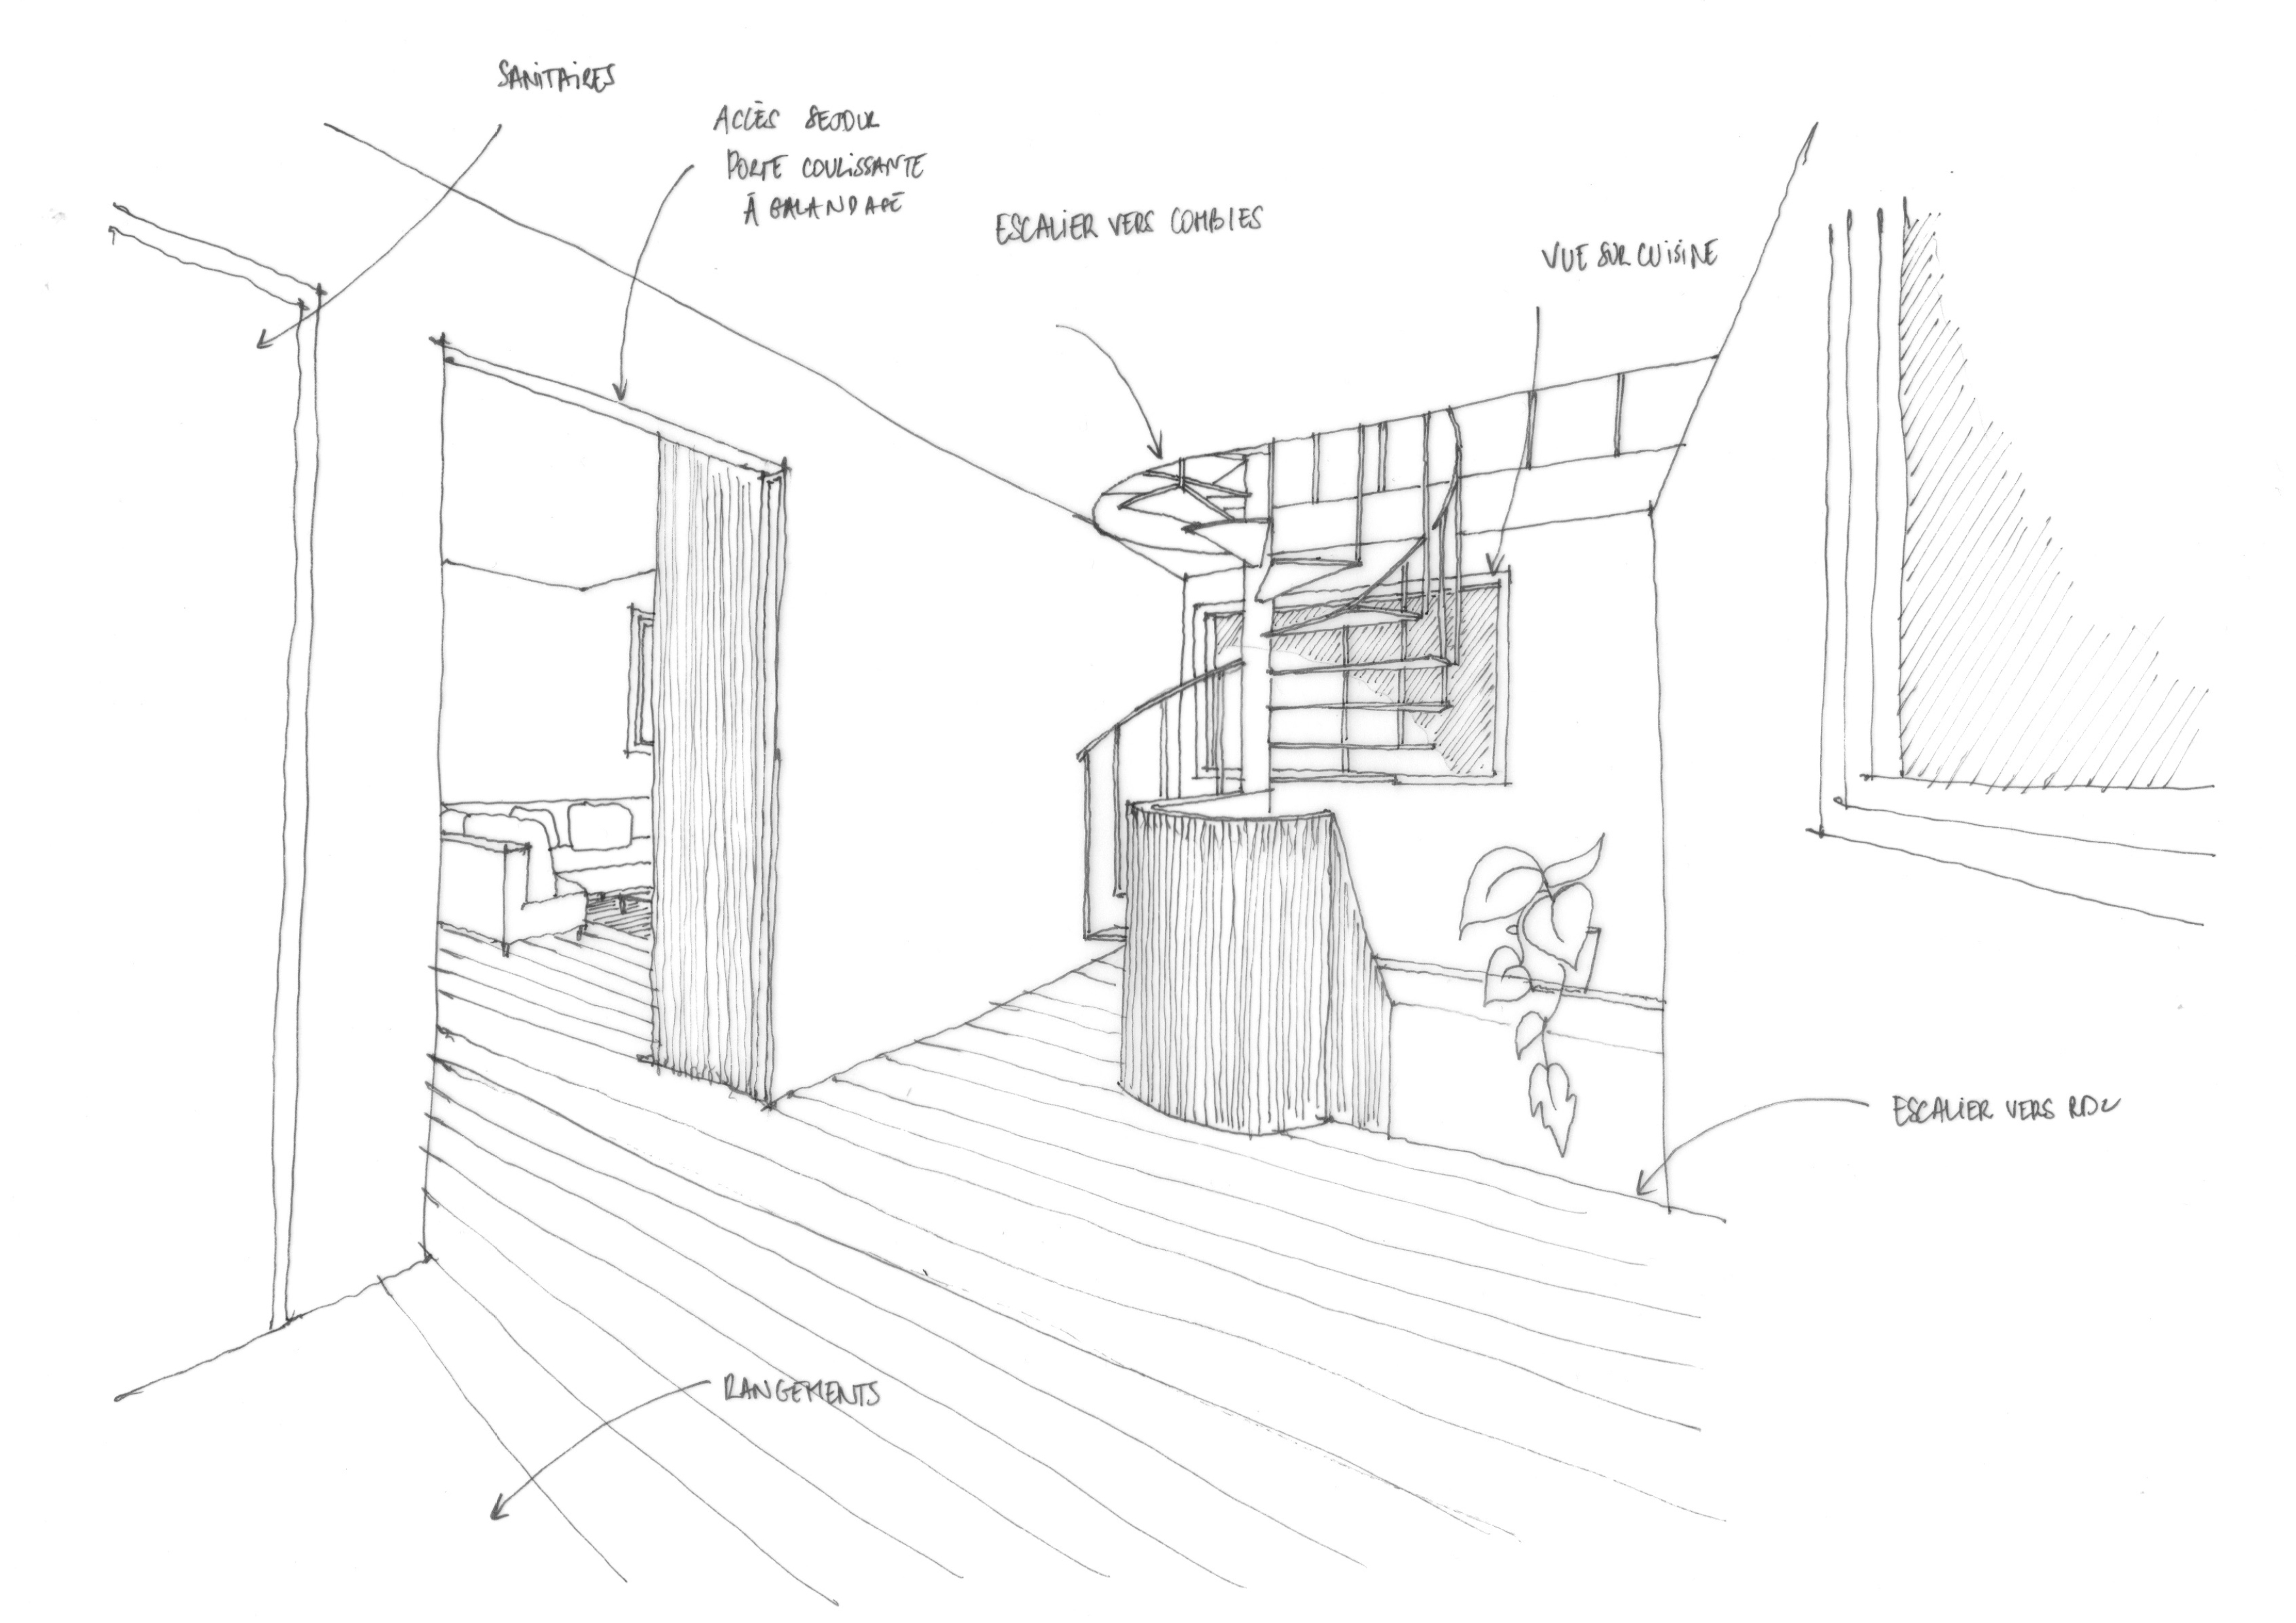 SANITAIRES
ACCÈS SEJOUR
PORTE COULISSANTE
À GALANDAGE
ESCALIER VERS COMBLES
VUE SUR CUISINE
ESCALIER VERS RDC
RANGEMENTS